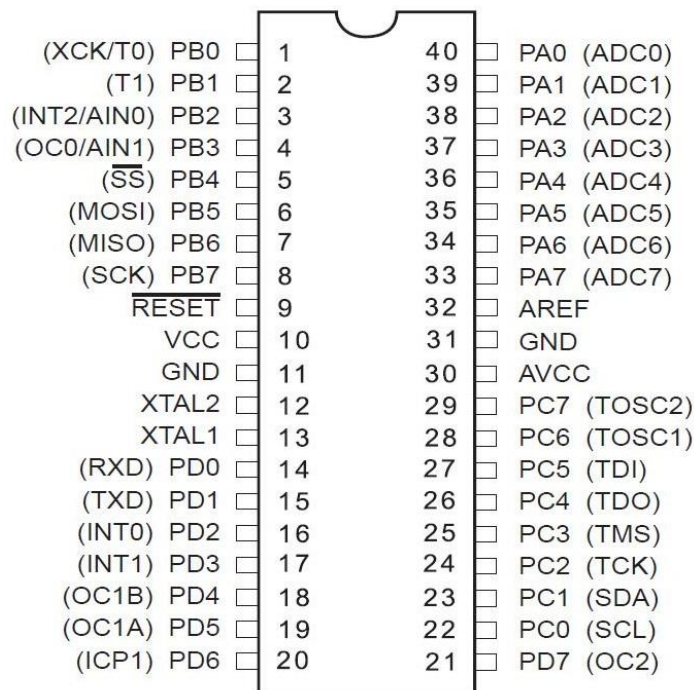 (XCK/T0) PB0 1 40 PA0 (ADC0)
(T1) PB1 2 39 PA1 (ADC1)
(INT2/AIN0) PB2 3 38 PA2 (ADC2)
(OC0/AIN1) PB3 4 37 PA3 (ADC3)
(SS) PB4 5 36 PA4 (ADC4)
(MOSI) PB5 6 35 PA5 (ADC5)
(MISO) PB6 7 34 PA6 (ADC6)
(SCK) PB7 8 33 PA7 (ADC7)
RESET 9 32 AREF
VCC 10 31 GND
GND 11 30 AVCC
XTAL2 12 29 PC7 (TOSC2)
XTAL1 13 28 PC6 (TOSC1)
(RXD) PD0 14 27 PC5 (TDI)
(TXD) PD1 15 26 PC4 (TDO)
(INT0) PD2 16 25 PC3 (TMS)
(INT1) PD3 17 24 PC2 (TCK)
(OC1B) PD4 18 23 PC1 (SDA)
(OC1A) PD5 19 22 PC0 (SCL)
(ICP1) PD6 20 21 PD7 (OC2)